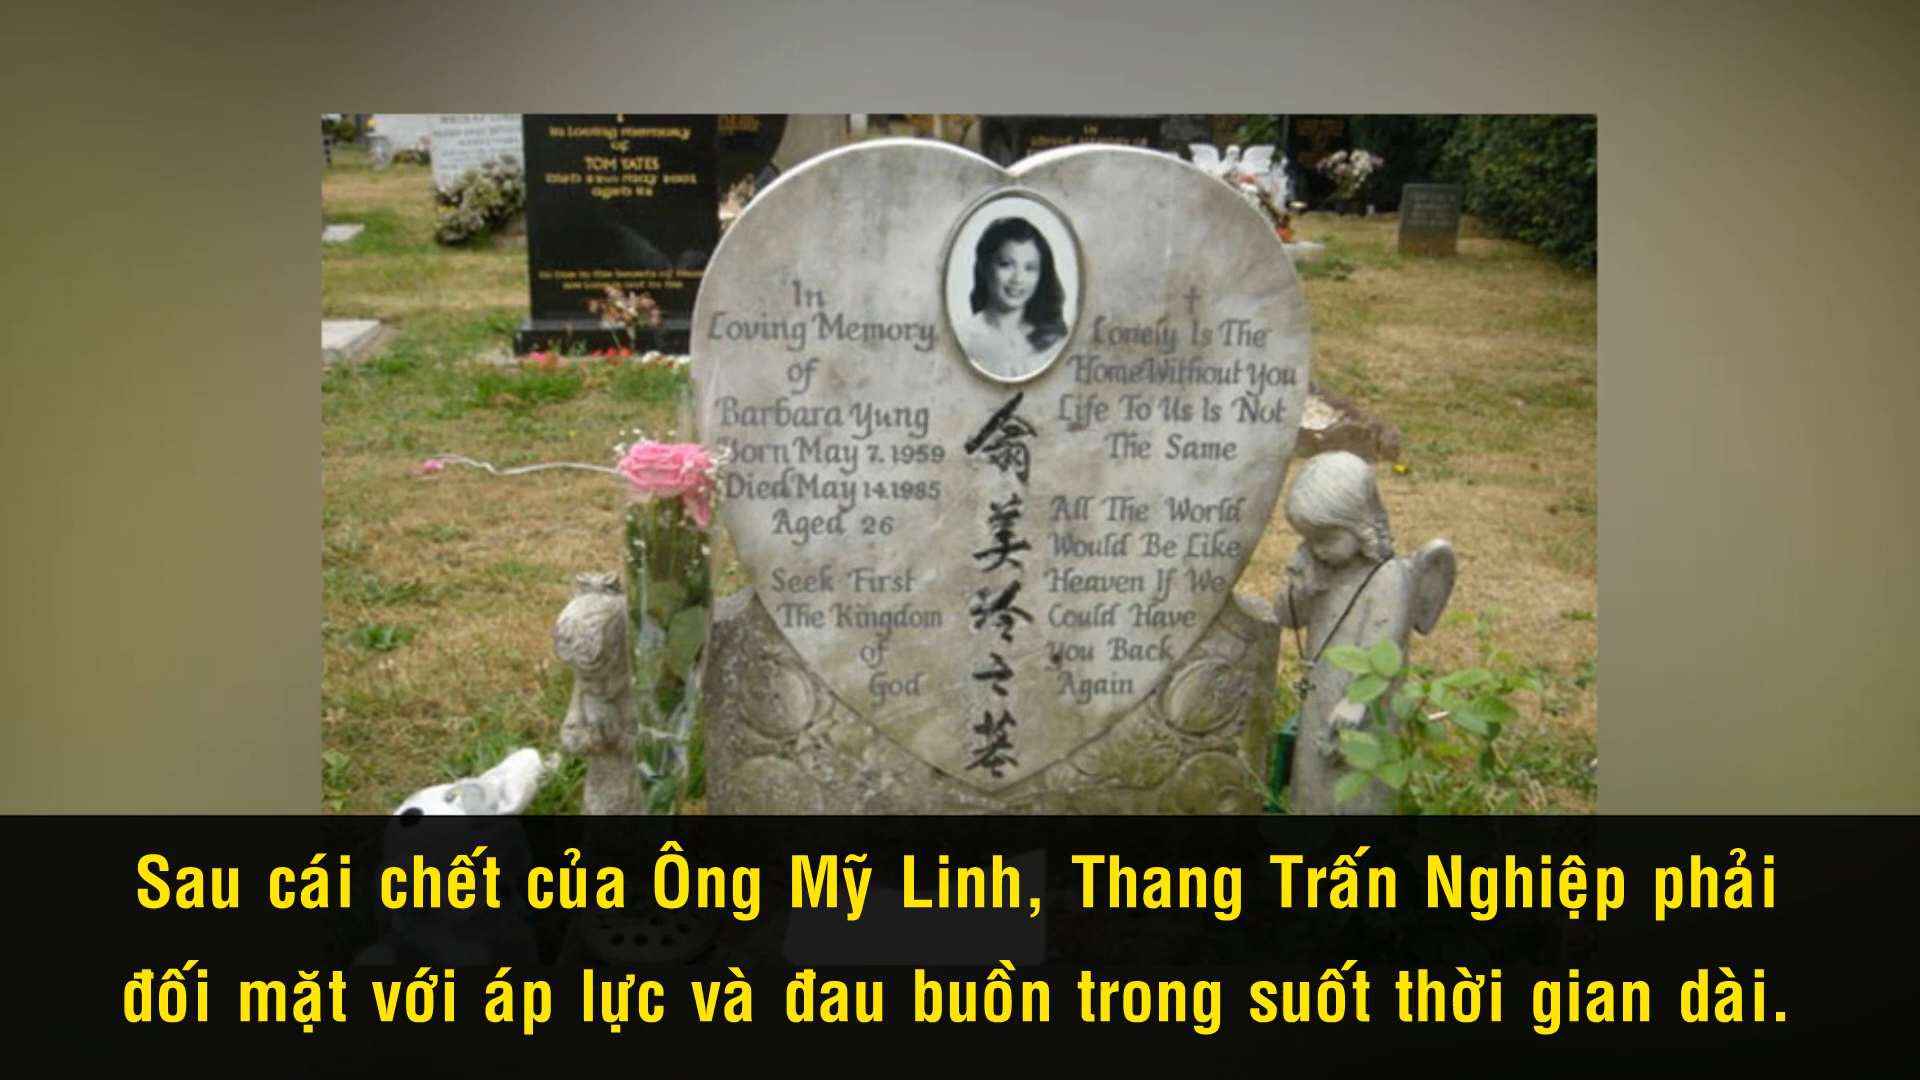 In loving memory
of
TOM YATES
aged
In
Loving Memory
of
Barbara Yung
Born May 7. 1959
Died May 14.1985
Aged 26
Seek First
The Kingdom
of
God
翁
美
玲
之
墓
Lonely Is The
Home Without You
Life To Us Is Not
The Same
All The World
Would Be Like
Heaven If We
Could Have
You Back
Again
Sau cái chết của Ông Mỹ Linh, Thang Trấn Nghiệp phải
đối mặt với áp lực và đau buồn trong suốt thời gian dài.